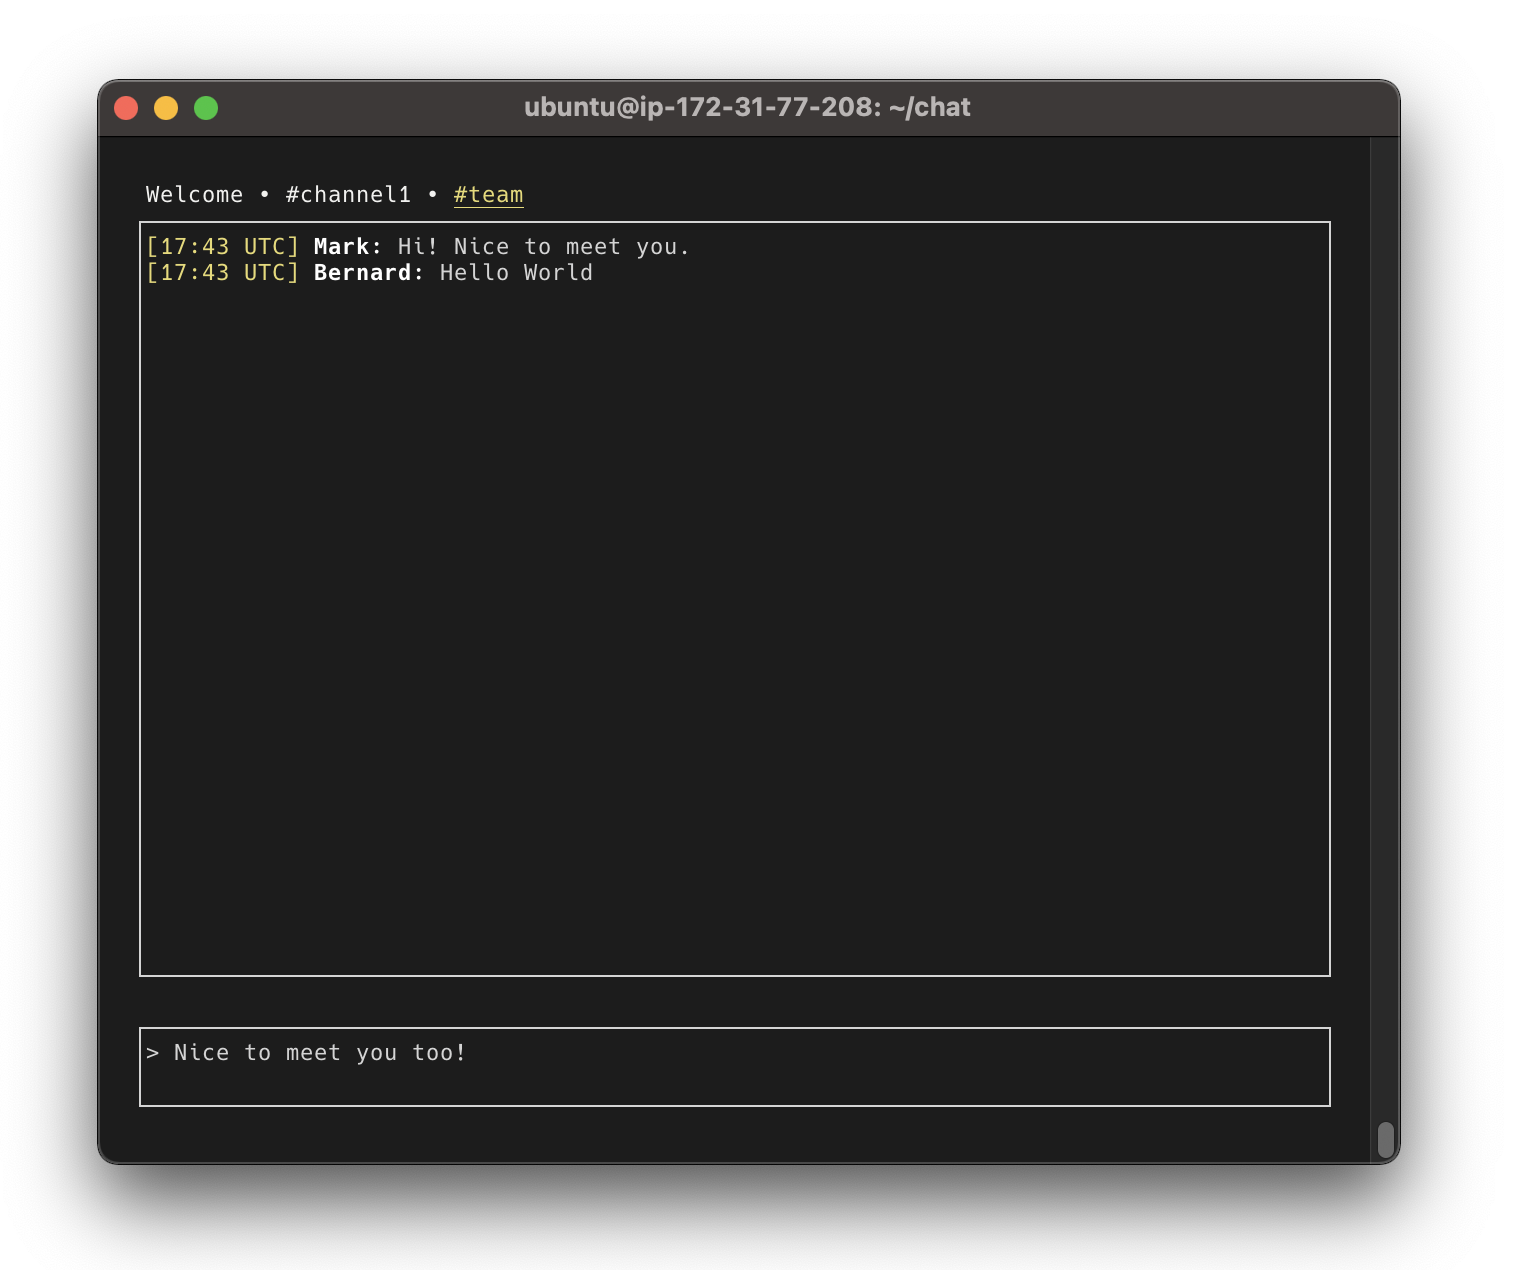 ubuntu@ip-172-31-77-208: ~/chat
Welcome • #channel1 • #team
[17:43 UTC] Mark: Hi! Nice to meet you.
[17:43 UTC] Bernard: Hello World
> Nice to meet you too!